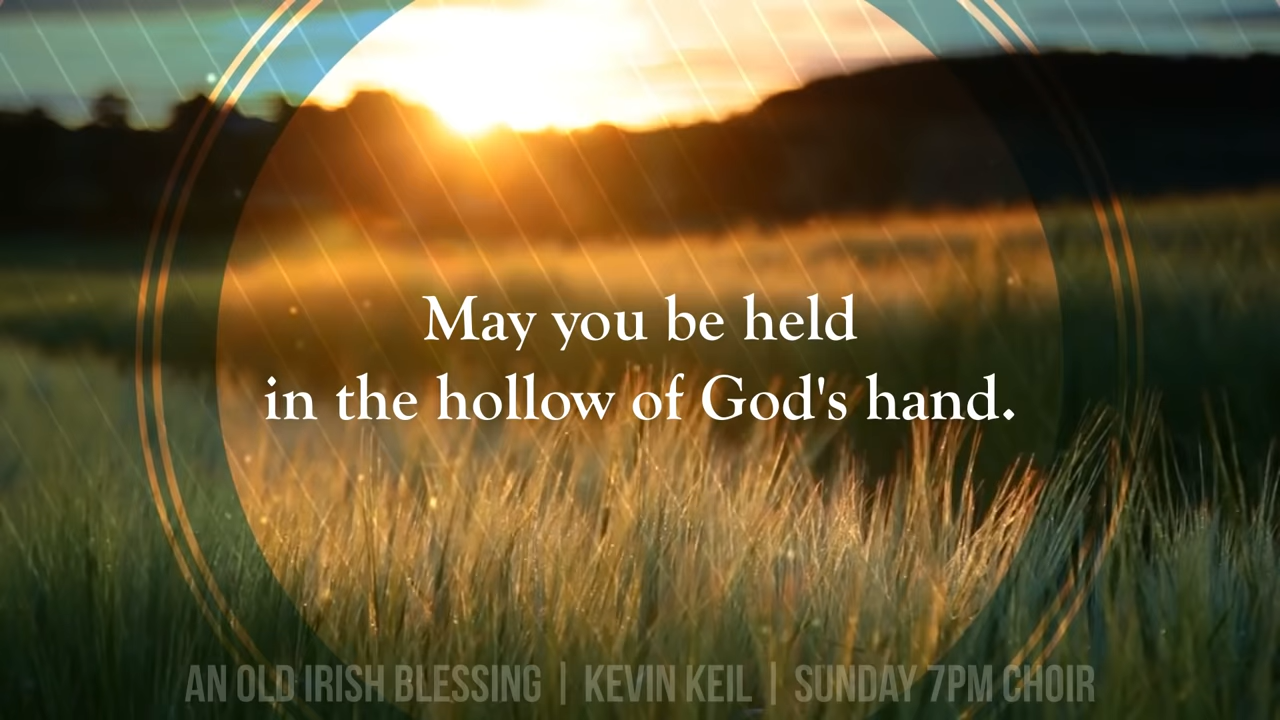 May you be held
in the hollow of God's hand.
AN OLD IRISH BLESSING | KEVIN KEIL | SUNDAY 7PM CHOIR